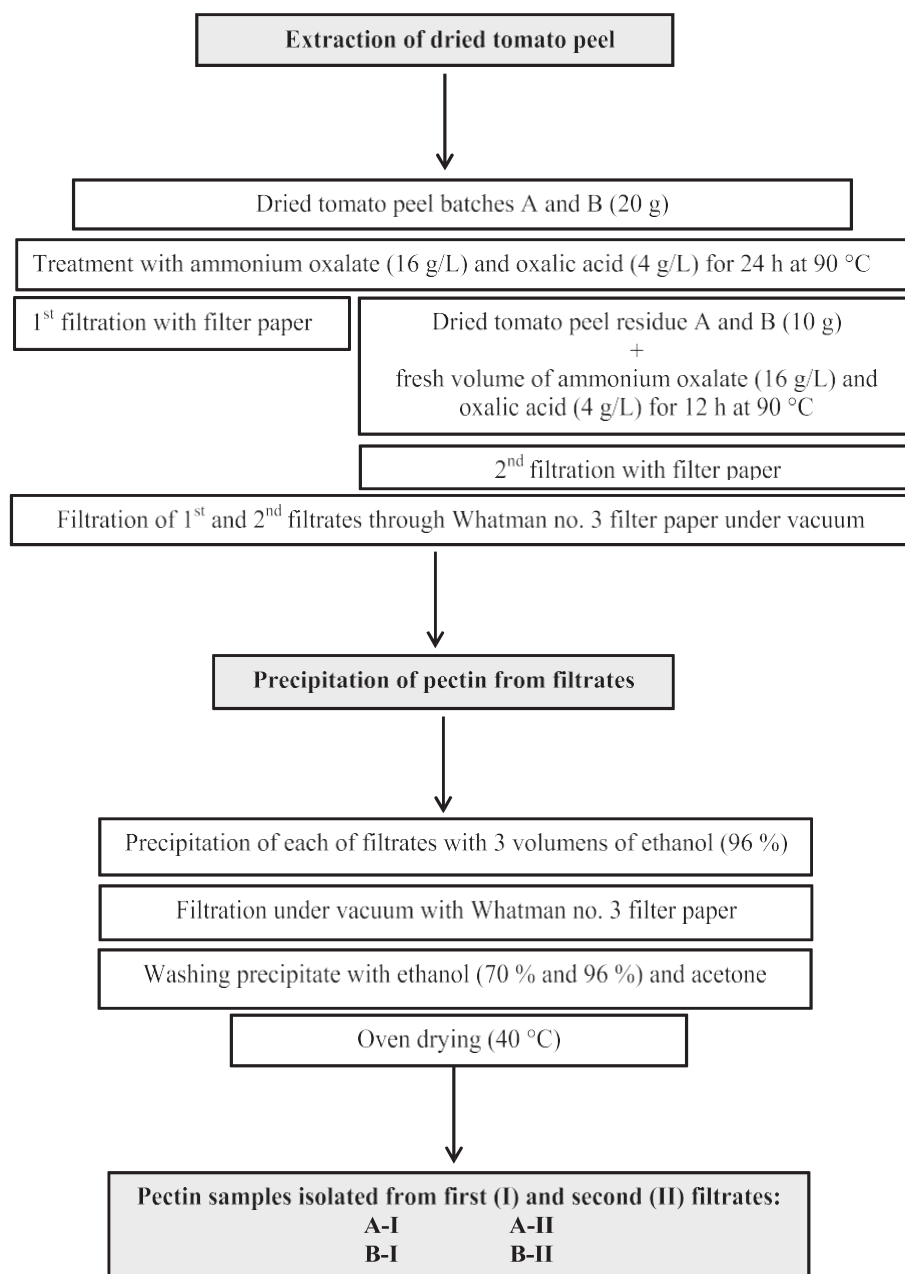 Extraction of dried tomato peel
Dried tomato peel batches A and B (20 g)
Treatment with ammonium oxalate (16 g/L) and oxalic acid (4 g/L) for 24 h at 90 °C
1st filtration with filter paper
Dried tomato peel residue A and B (10 g)
+
fresh volume of ammonium oxalate (16 g/L) and
oxalic acid (4 g/L) for 12 h at 90 °C
2nd filtration with filter paper
Filtration of 1st and 2nd filtrates through Whatman no. 3 filter paper under vacuum
Precipitation of pectin from filtrates
Precipitation of each of filtrates with 3 volumens of ethanol (96 %)
Filtration under vacuum with Whatman no. 3 filter paper
Washing precipitate with ethanol (70 % and 96 %) and acetone
Oven drying (40 °C)
Pectin samples isolated from first (I) and second (II) filtrates:
A-I A-II
B-I B-II